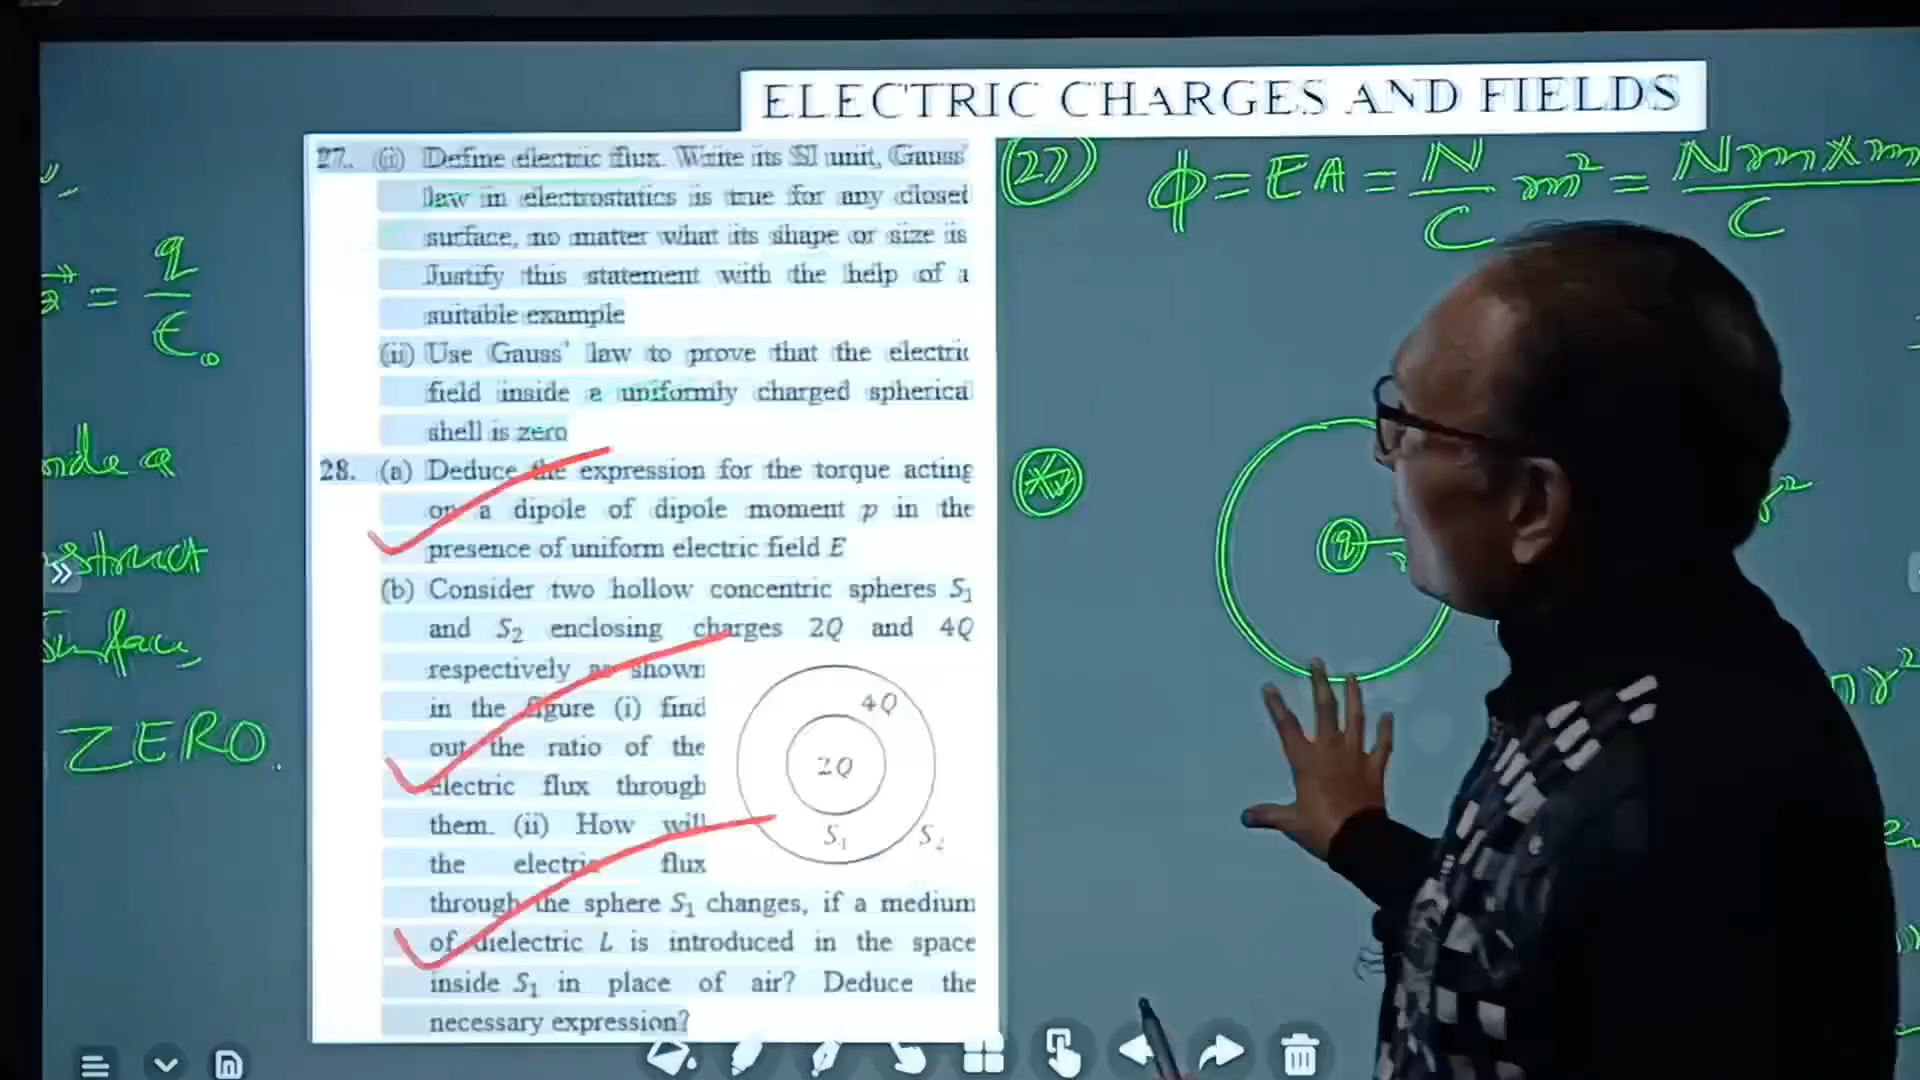 ELECTRIC CHARGES AND FIELDS
27. (i) Define electric flux. Write its SI unit, Gauss'
law in electrostatics is true for any closet
surface, no matter what its shape or size is
Justify this statement with the help of a
suitable example
(ii) Use Gauss' law to prove that the electric
field inside a uniformly charged spherical
shell is zero
28. (a) Deduce the expression for the torque acting
on a dipole of dipole moment p in the
presence of uniform electric field E
(b) Consider two hollow concentric spheres S₁
and S₂ enclosing charges 2Q and 4Q
respectively as shown
in the figure (i) find
out the ratio of the
electric flux through
them. (ii) How will
the electric flux
through the sphere S₁ changes, if a medium
of dielectric L is introduced in the space
inside S₁ in place of air? Deduce the
necessary expression?
4Q
2Q
S₁
S₂
= q/ε₀
Surface,
ZERO.
(27) ϕ = EA = N/C m² = Nm×m/C
q
r²